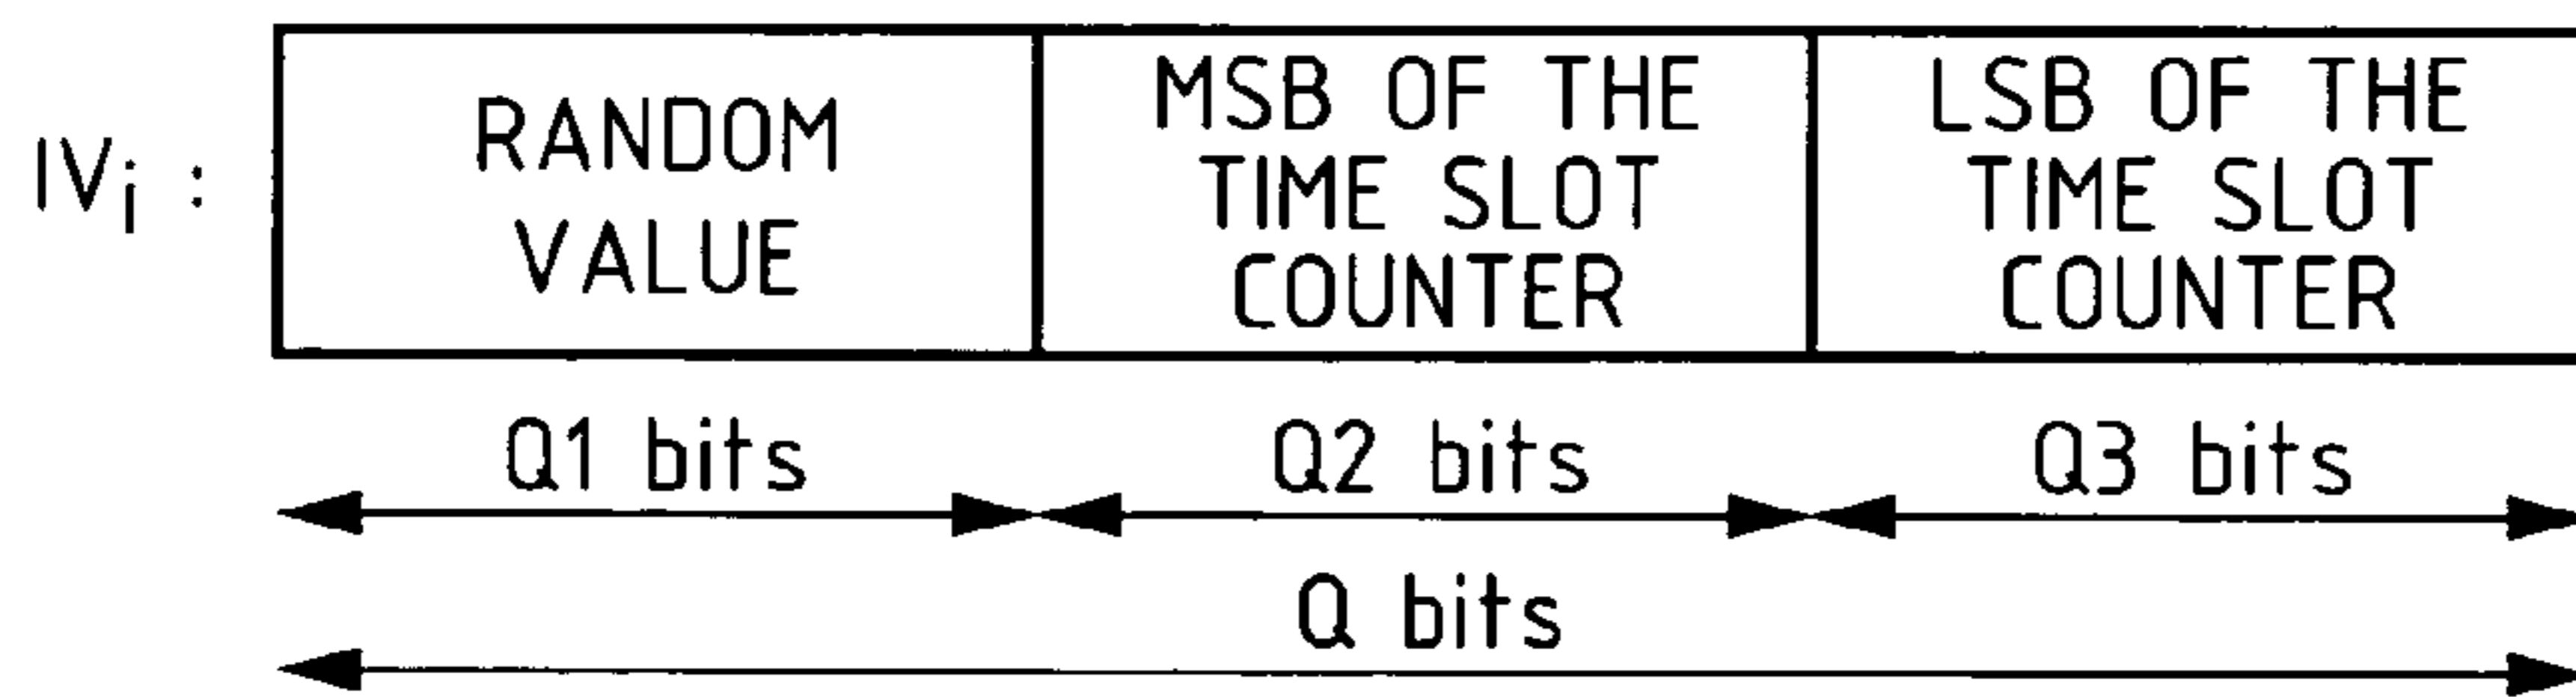 IVi :
RANDOM
VALUE
MSB OF THE
TIME SLOT
COUNTER
LSB OF THE
TIME SLOT
COUNTER
Q1 bits
Q2 bits
Q3 bits
Q bits